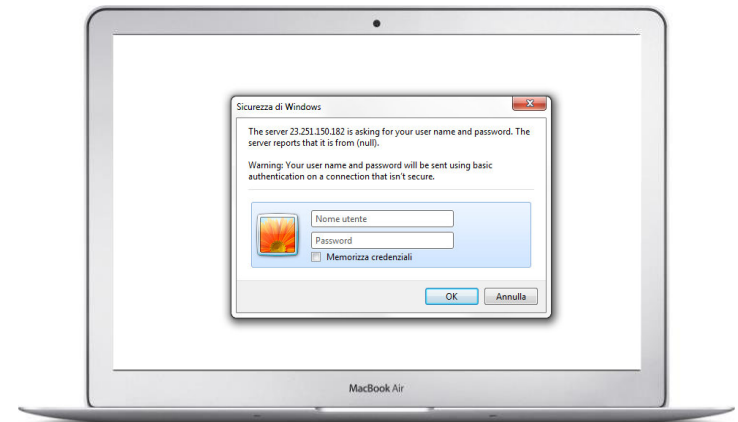 Sicurezza di Windows
The server 23.251.150.182 is asking for your user name and password. The
server reports that it is from (null).
Warning: Your user name and password will be sent using basic
authentication on a connection that isn't secure.
Nome utente
Password
Memorizza credenziali
OK
Annulla
MacBook Air